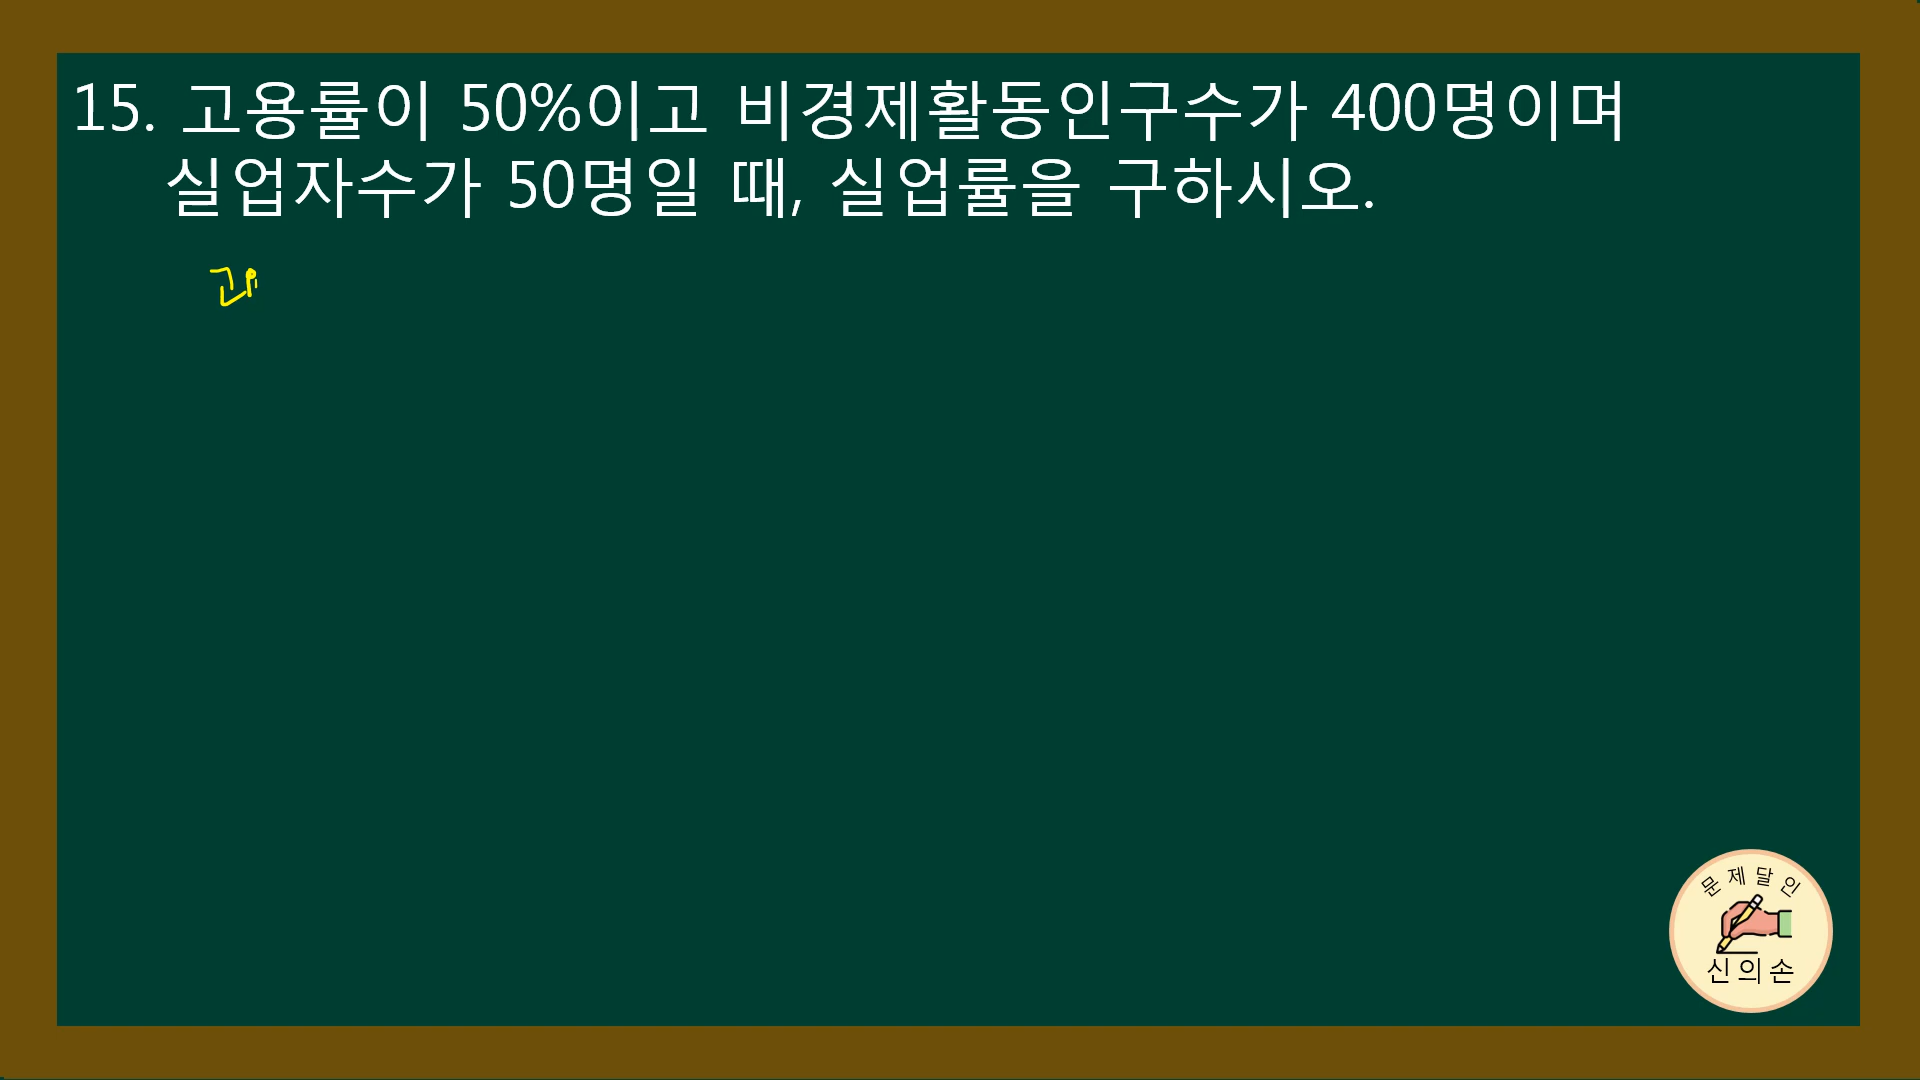 15. 고용률이 50%이고 비경제활동인구수가 400명이며
실업자수가 50명일 때, 실업률을 구하시오.
문제달인
신의손